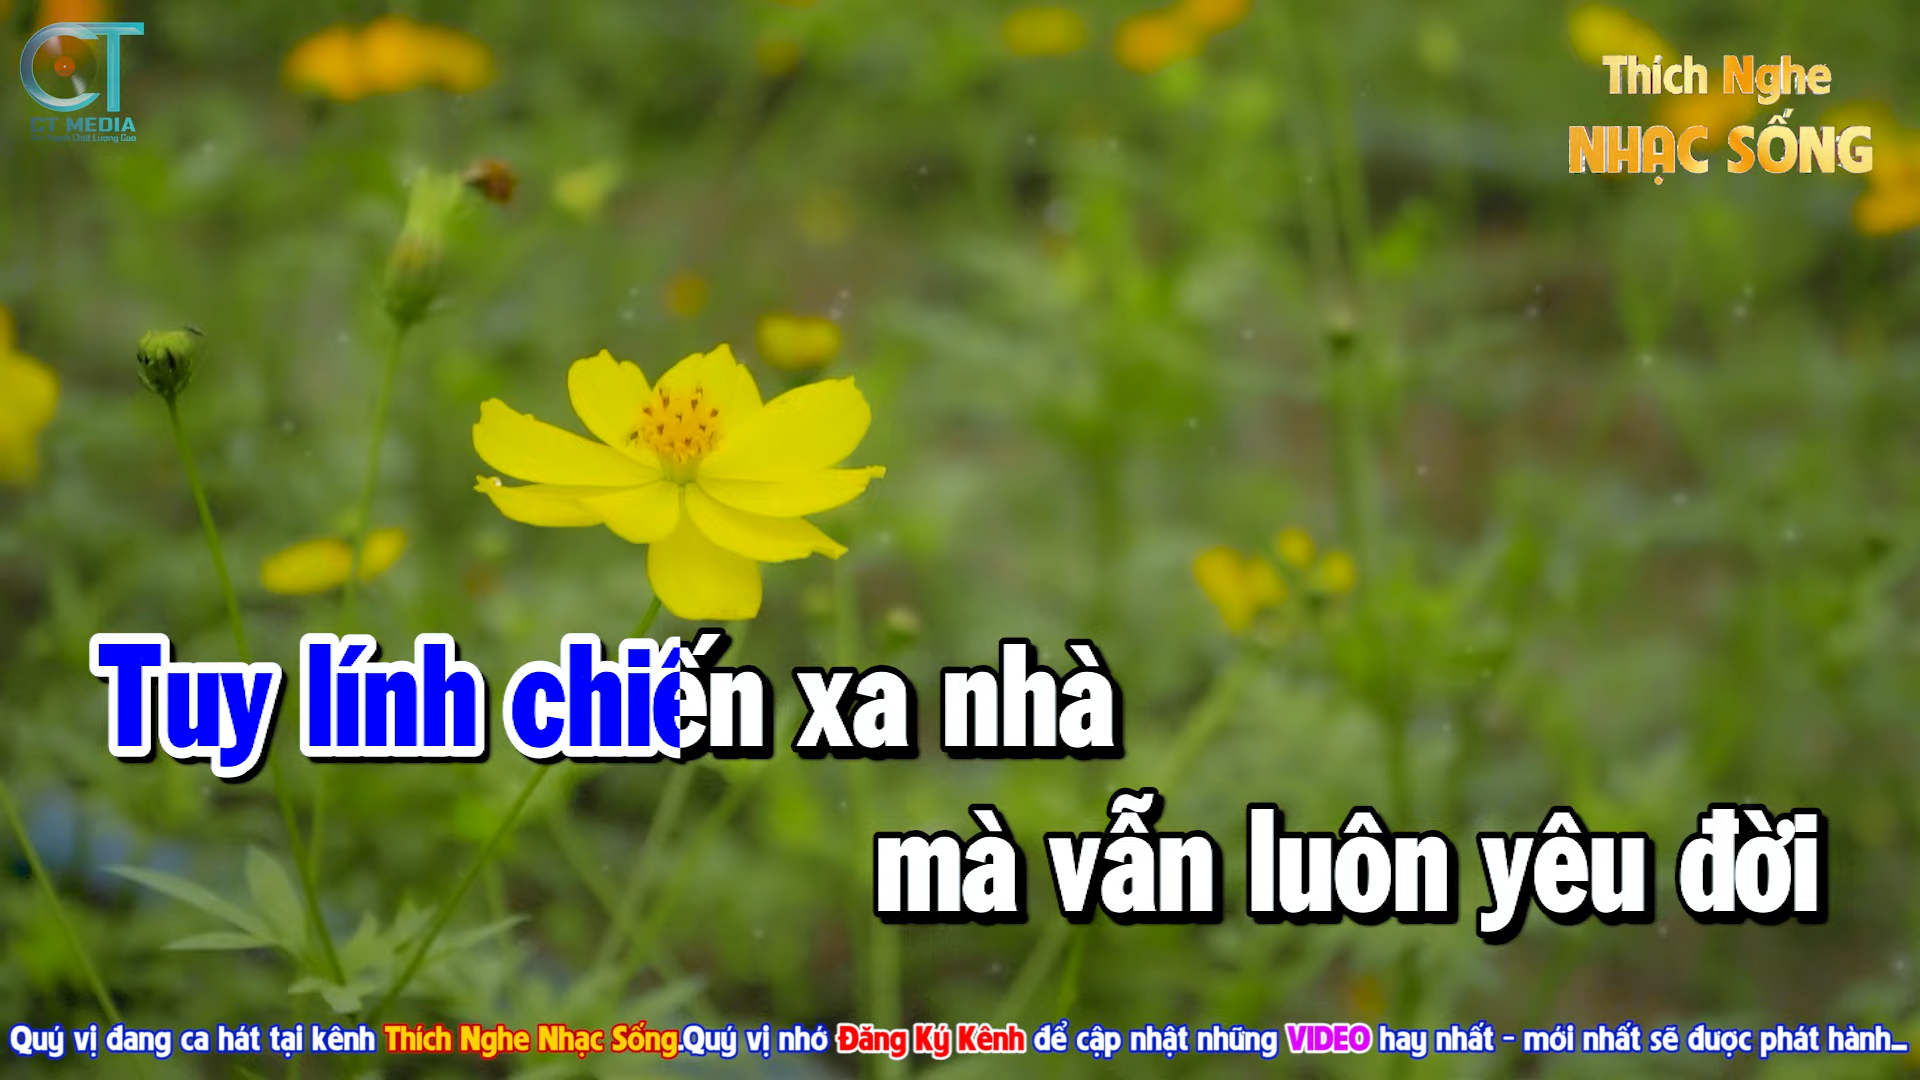 CT
CT MEDIA
Thích Nghe
NHẠC SỐNG
Tuy lính chiến xa nhà
mà vẫn luôn yêu đời
Quý vị đang ca hát tại kênh Thích Nghe Nhạc Sống.Quý vị nhớ Đăng Ký Kênh để cập nhật những VIDEO hay nhất - mới nhất sẽ được phát hành...